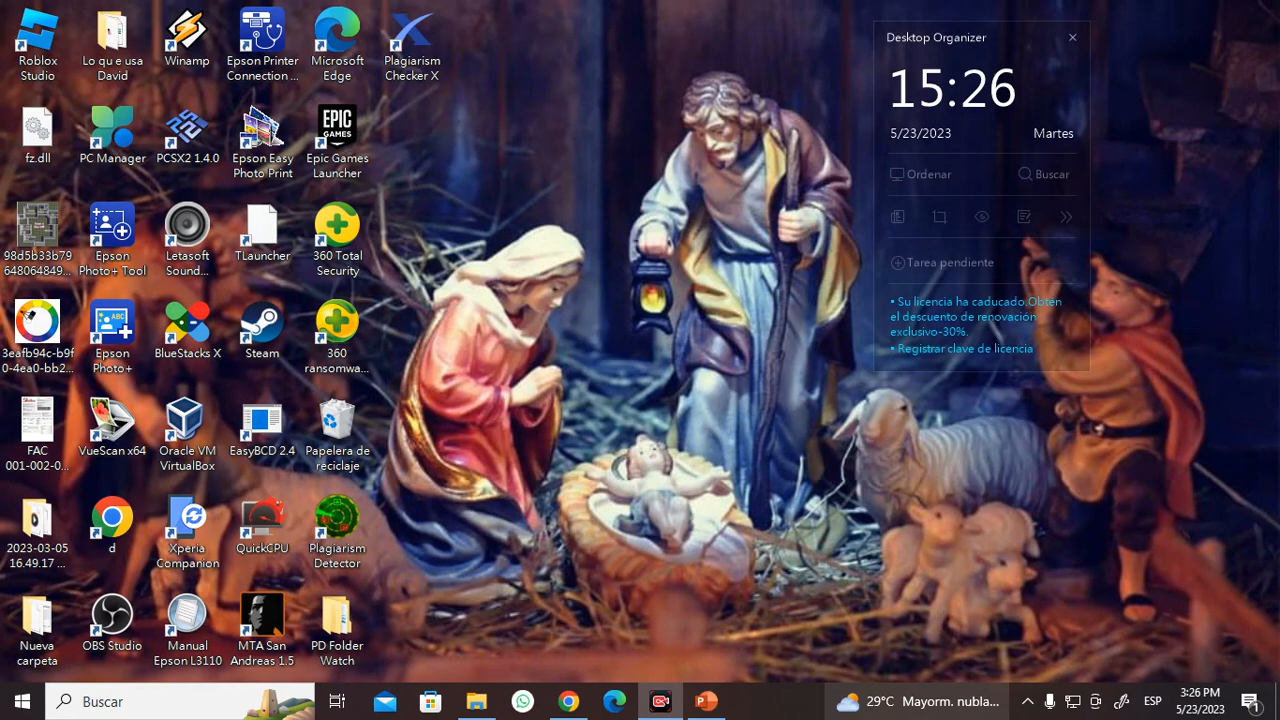 Roblox
Studio
Lo qu e usa
David
Winamp
Epson Printer
Connection ...
Microsoft
Edge
Plagiarism
Checker X
fz.dll
PC Manager
PCSX2 1.4.0
Epson Easy
Photo Print
EPIC
GAMES
Epic Games
Launcher
98d5b33b79
648064849...
Epson
Photo+ Tool
Letasoft
Sound...
TLauncher
360 Total
Security
3eafb94c-b9f
0-4ea0-bb2...
ABC
Epson
Photo+
BlueStacks X
Steam
360
ransomwa...
FAC
001-002-0...
VueScan x64
Oracle VM
VirtualBox
EasyBCD 2.4
Papelera de
reciclaje
2023-03-05
16.49.17 ...
d
Xperia
Companion
QuickCPU
Plagiarism
Detector
Nueva
carpeta
OBS Studio
Manual
Epson L3110
MTA San
Andreas 1.5
PD Folder
Watch
Desktop Organizer
15:26
5/23/2023 Martes
Ordenar Buscar
Tarea pendiente
▪ Su licencia ha caducado,Obtén
el descuento de renovación
exclusivo-30%.
▪ Registrar clave de licencia
Buscar
29°C Mayorm. nubla...
ESP
3:26 PM
5/23/2023
1